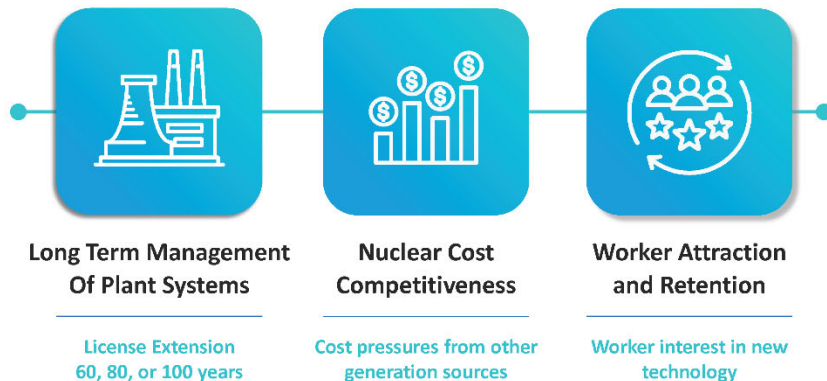 $
$
$
$
Long Term Management
Of Plant Systems
License Extension
60, 80, or 100 years
Nuclear Cost
Competitiveness
Cost pressures from other
generation sources
Worker Attraction
and Retention
Worker interest in new
technology